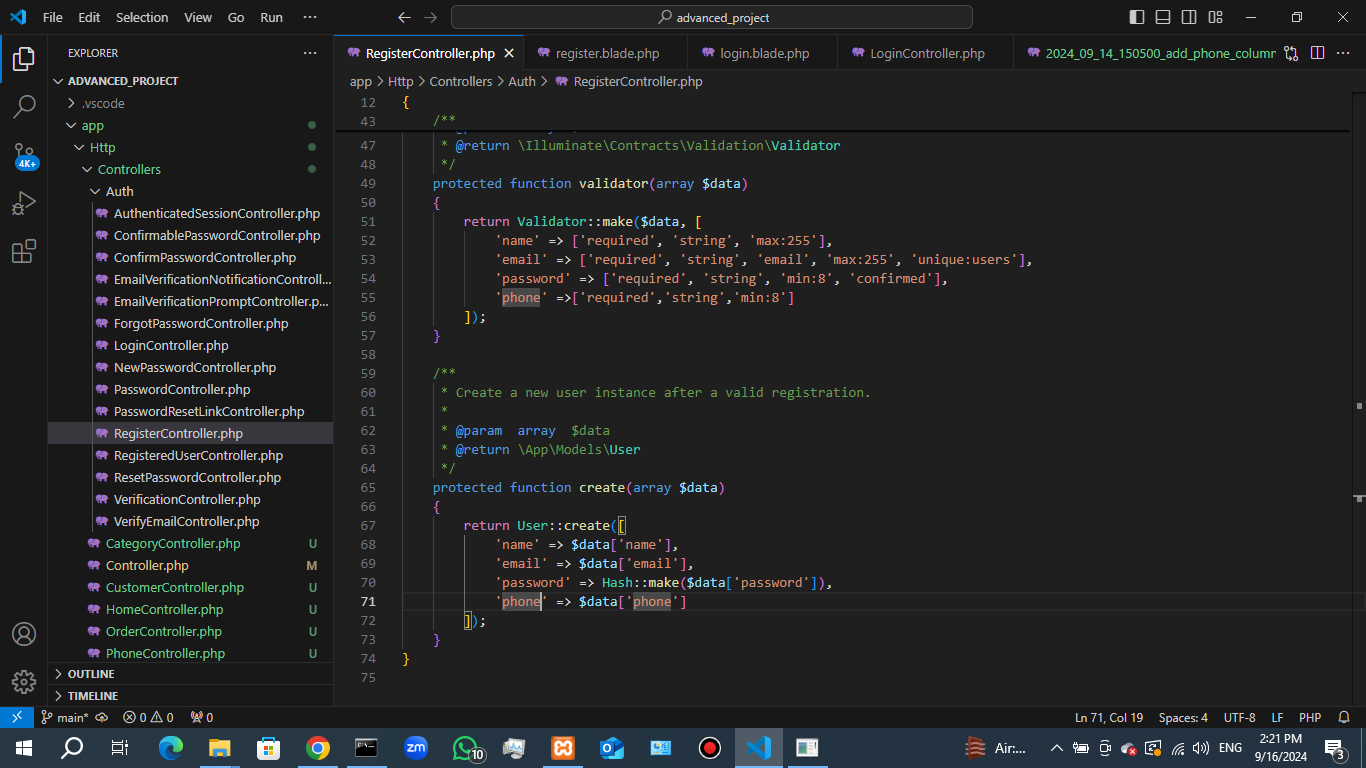 File Edit Selection View Go Run ··· advanced_project
EXPLORER ···
ADVANCED_PROJECT
.vscode
app
Http
Controllers
Auth
AuthenticatedSessionController.php
ConfirmablePasswordController.php
ConfirmPasswordController.php
EmailVerificationNotificationControll...
EmailVerificationPromptController.p...
ForgotPasswordController.php
LoginController.php
NewPasswordController.php
PasswordController.php
PasswordResetLinkController.php
RegisterController.php
RegisteredUserController.php
ResetPasswordController.php
VerificationController.php
VerifyEmailController.php
CategoryController.php U
Controller.php M
CustomerController.php U
HomeController.php U
OrderController.php U
PhoneController.php U
OUTLINE
TIMELINE
4K+
RegisterController.php register.blade.php login.blade.php LoginController.php 2024_09_14_150500_add_phone_column ···
app > Http > Controllers > Auth > RegisterController.php
12 {
43 /**
47 * @return \Illuminate\Contracts\Validation\Validator
48 */
49 protected function validator(array $data)
50 {
51 return Validator::make($data, [
52 'name' => ['required', 'string', 'max:255'],
53 'email' => ['required', 'string', 'email', 'max:255', 'unique:users'],
54 'password' => ['required', 'string', 'min:8', 'confirmed'],
55 'phone' =>['required','string','min:8']
56 ]);
57 }
58
59 /**
60 * Create a new user instance after a valid registration.
61 *
62 * @param  array  $data
63 * @return \App\Models\User
64 */
65 protected function create(array $data)
66 {
67 return User::create([
68 'name' => $data['name'],
69 'email' => $data['email'],
70 'password' => Hash::make($data['password']),
71 'phone' => $data['phone']
72 ]);
73 }
74 }
75
main* 0 0 0 Ln 71, Col 19 Spaces: 4 UTF-8 LF PHP
zm 10 Air:... ENG 2:21 PM
9/16/2024 3